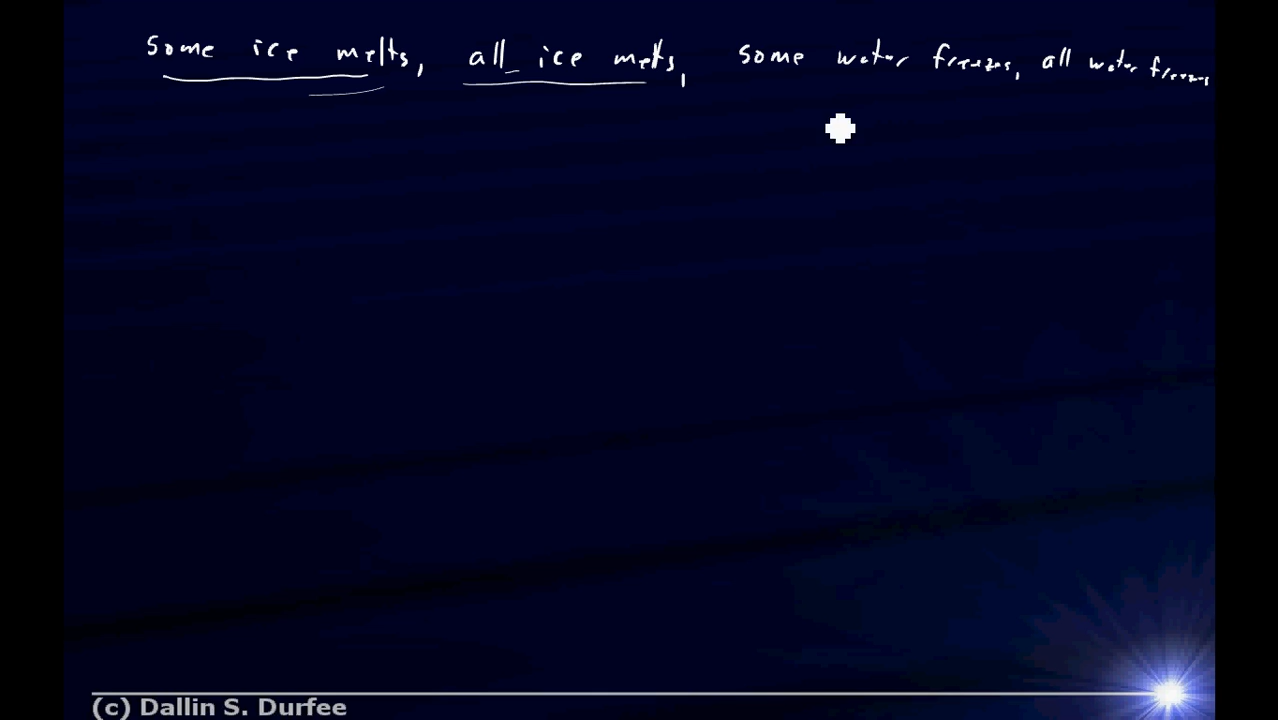 Some ice melts, all ice melts, some water freezes, all water freezes
(c) Dallin S. Durfee